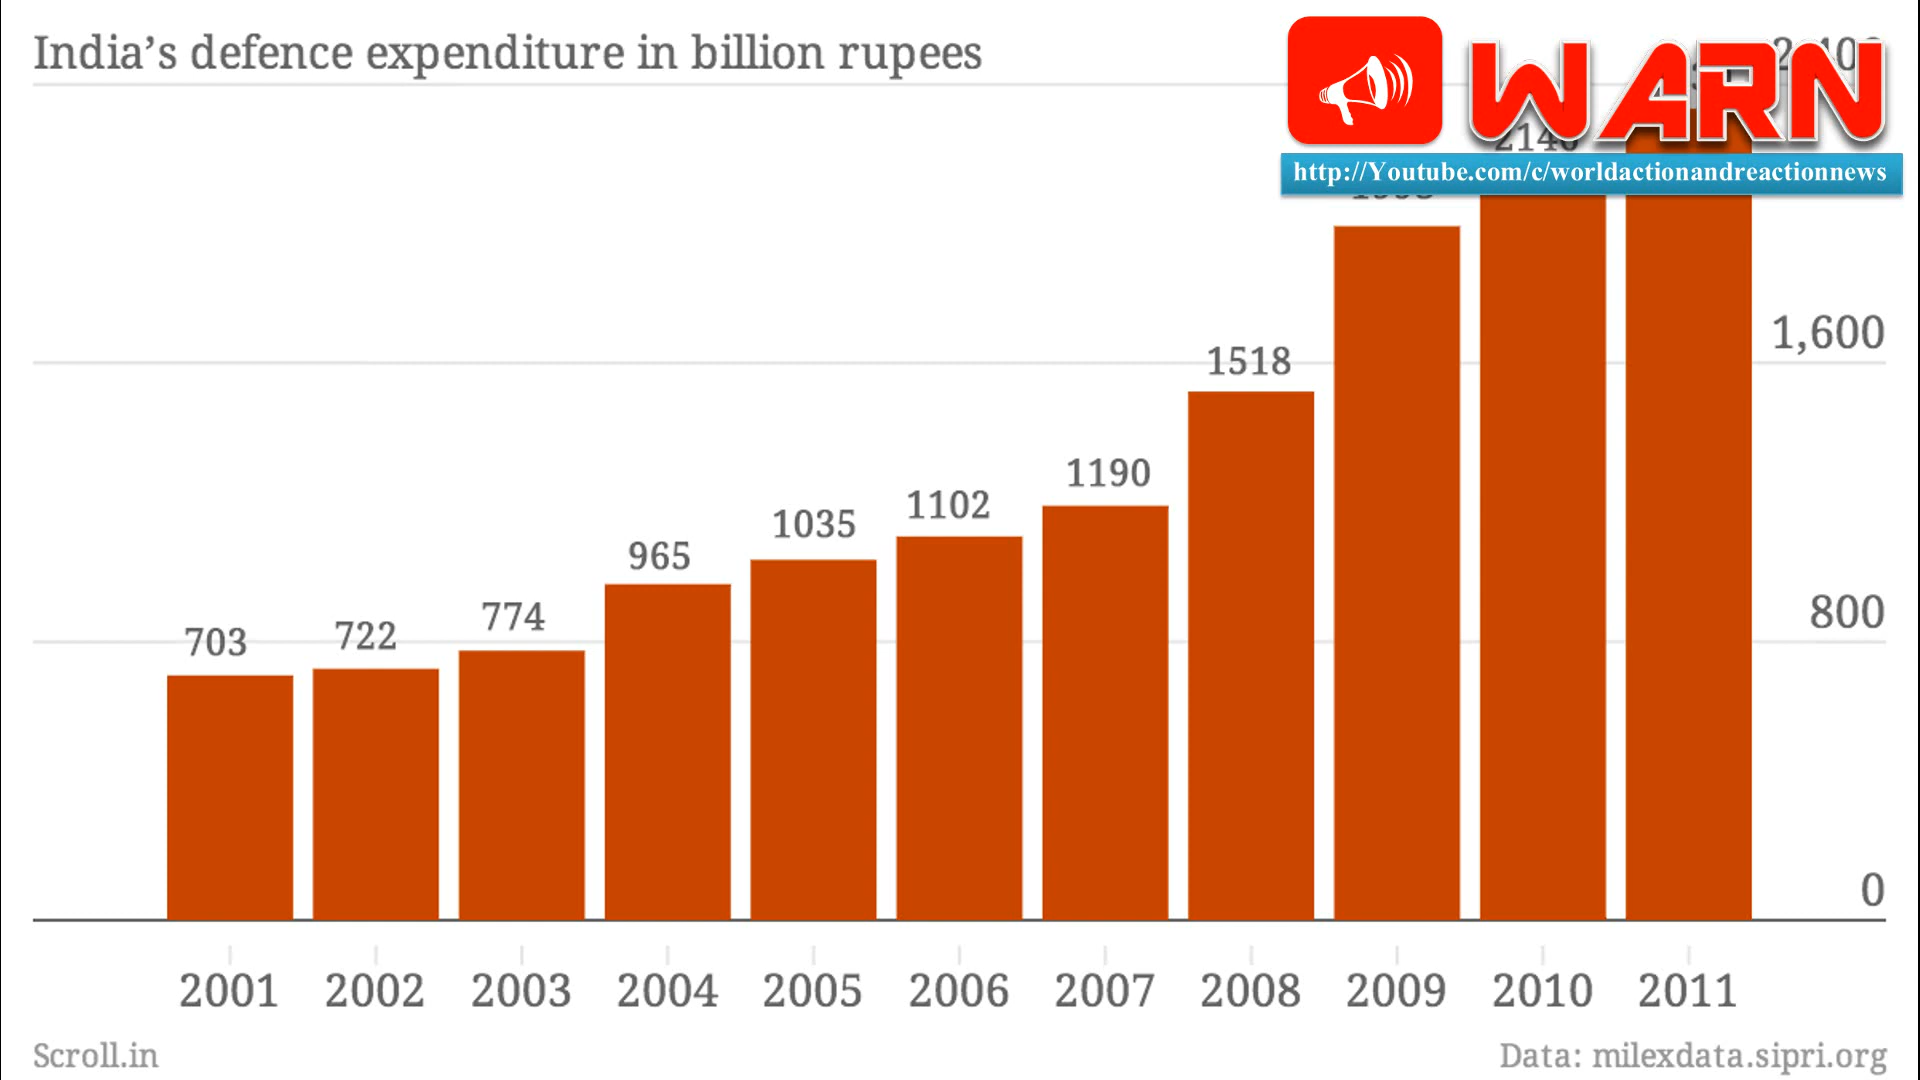 India’s defence expenditure in billion rupees
WARN
http://Youtube.com/c/worldactionandreactionnews
1,600
1518
1190
1102
1035
965
800
774
722
703
0
2001 2002 2003 2004 2005 2006 2007 2008 2009 2010 2011
Scroll.in
Data: milexdata.sipri.org